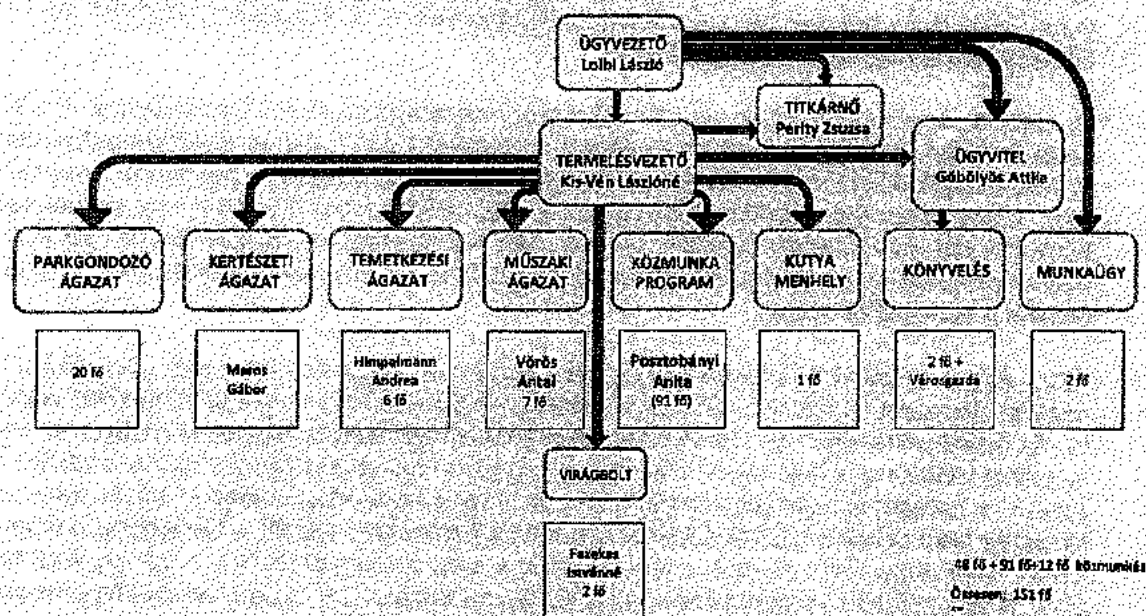 ÜGYVEZETŐ
Loibi László
TITKÁRNŐ
Perity Zsuzsa
TERMELÉSVEZETŐ
Kis-Vén Lászlóné
ÜGYVITEL
Göbölyös Attila
PARKGONDOZÓ
ÁGAZAT
KERTÉSZETI
ÁGAZAT
TEMETKEZÉSI
ÁGAZAT
MŰSZAKI
ÁGAZAT
KÖZMUNKA
PROGRAM
KUTYA
MENHELY
KÖNYVELÉS
MUNKAÜGY
20 fő
Maros
Gábor
Himpelmann
Andrea
6 fő
Vörös
Antal
7 fő
Posztobányi
Anita
(91 fő)
1 fő
2 fő +
Városgazda
2 fő
VIRÁGBOLT
Fazekas
Istvánné
2 fő
48 fő + 91 fő+12 fő közmunkás
Összesen: 151 fő